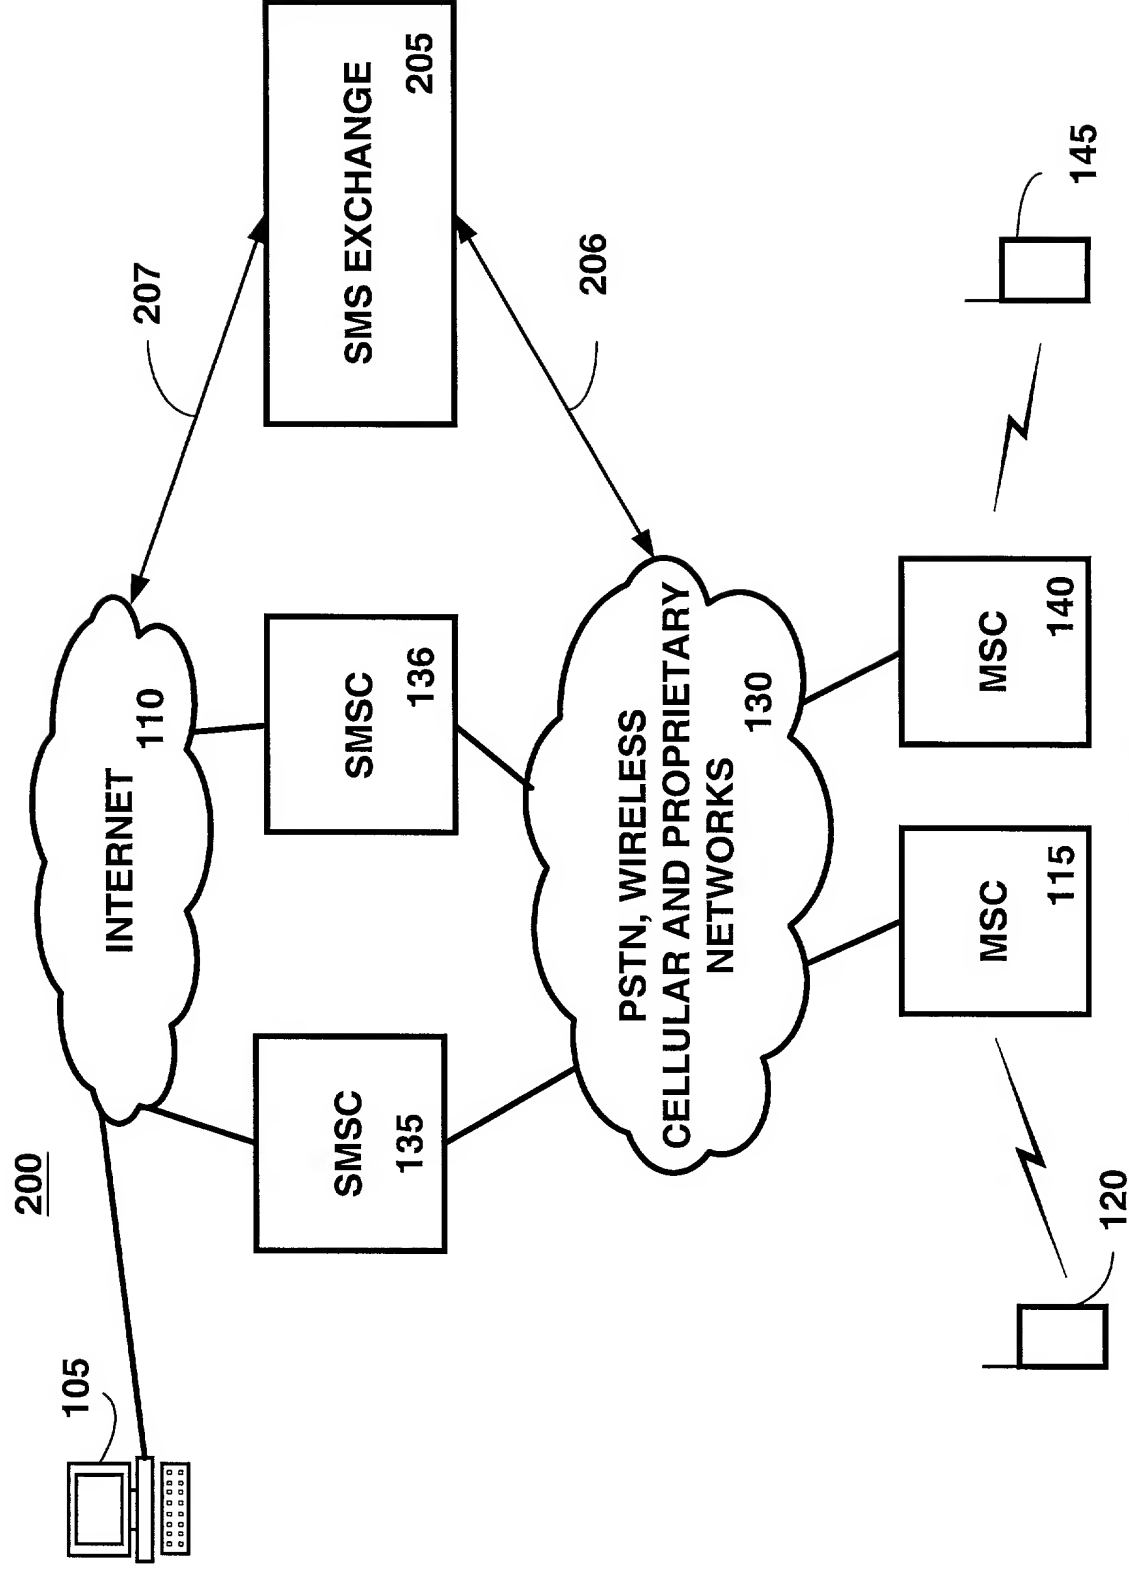 200
105
INTERNET
110
207
SMSC
135
SMSC
136
SMS EXCHANGE
205
206
PSTN, WIRELESS
CELLULAR AND PROPRIETARY
NETWORKS
130
MSC
115
MSC
140
120
145